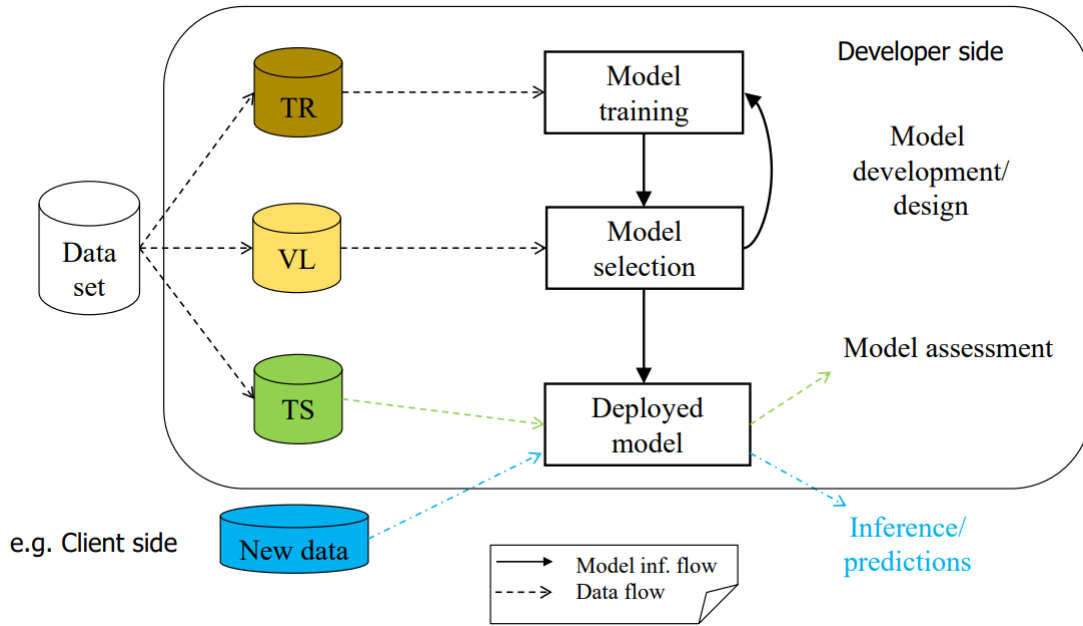 Developer side
TR
Model
training
Model
development/
design
Data
set
VL
Model
selection
Model assessment
TS
Deployed
model
e.g. Client side
New data
Inference/
predictions
Model inf. flow
Data flow